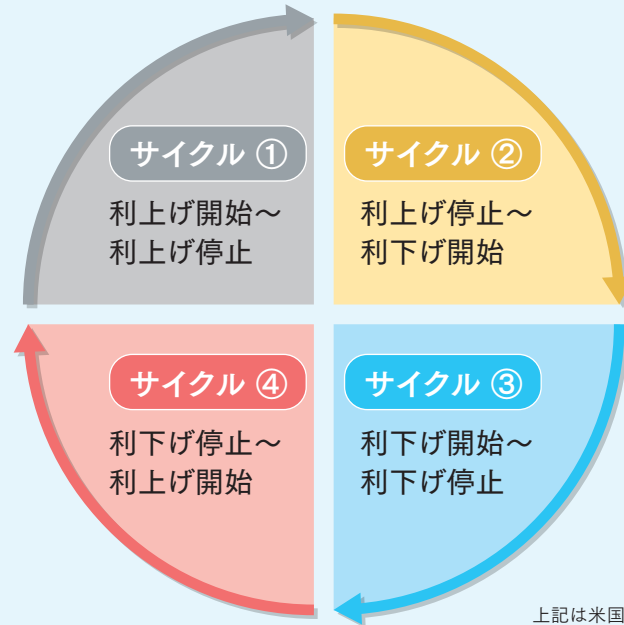 サイクル ①
利上げ開始～
利上げ停止
サイクル ②
利上げ停止～
利下げ開始
サイクル ④
利下げ停止～
利上げ開始
サイクル ③
利下げ開始～
利下げ停止
上記は米国